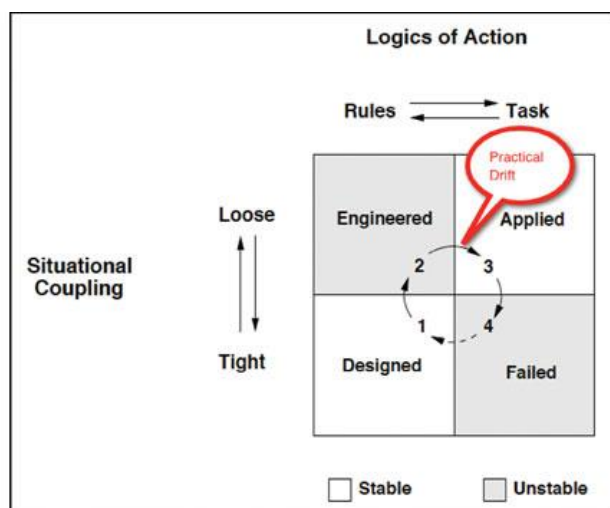 Logics of Action
Rules Task
Practical
Drift
Loose
Engineered Applied
Situational
Coupling
2 3
1 4
Tight
Designed Failed
Stable Unstable